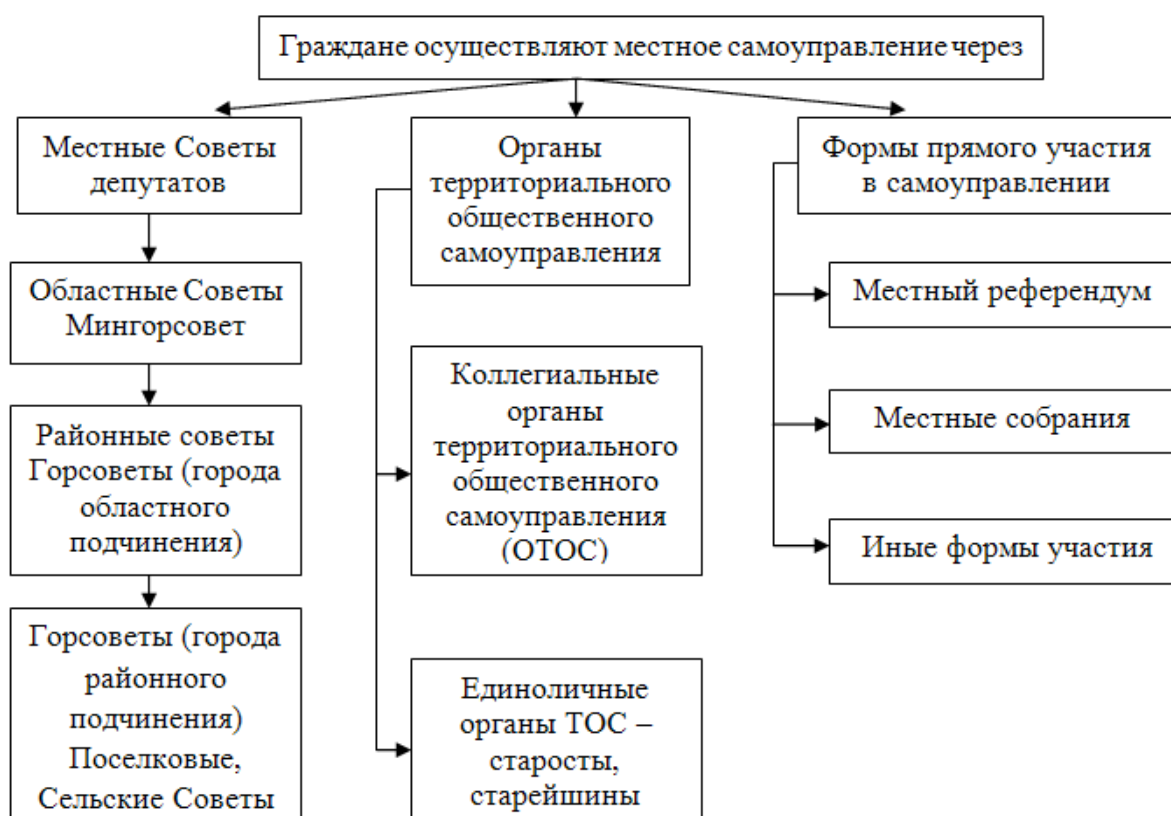 Граждане осуществляют местное самоуправление через
Местные Советы
депутатов
Областные Советы
Мингорсовет
Районные советы
Горсоветы (города
областного
подчинения)
Горсоветы (города
районного
подчинения)
Поселковые,
Сельские Советы
Органы
территориального
общественного
самоуправления
Коллегиальные
органы
территориального
общественного
самоуправления
(ОТОС)
Единоличные
органы ТОС –
старосты,
старейшины
Формы прямого участия
в самоуправлении
Местный референдум
Местные собрания
Иные формы участия